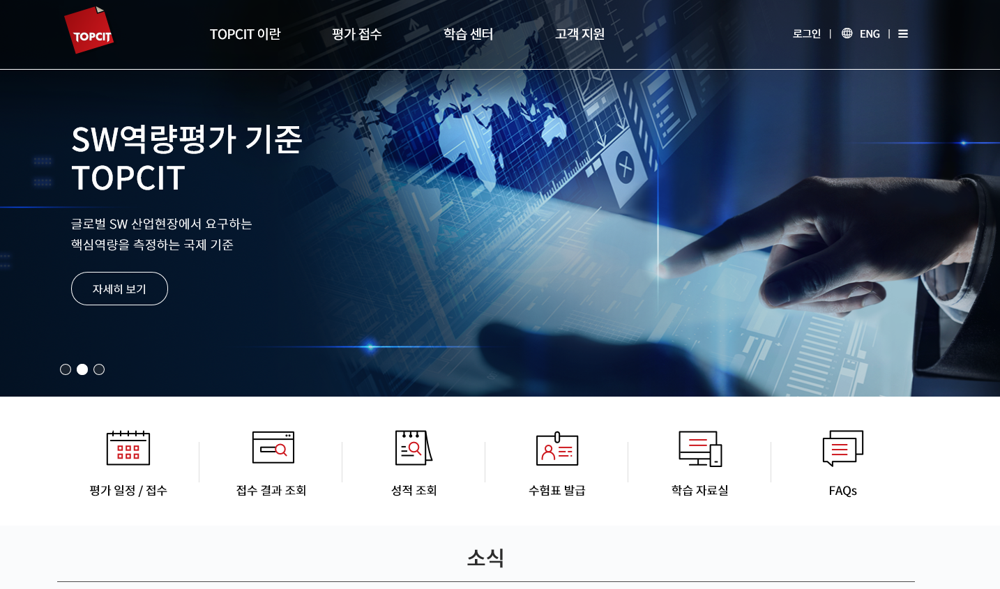 TOPCIT
TOPCIT 이란
평가 접수
학습 센터
고객 지원
로그인 | ENG |
SW역량평가 기준
TOPCIT
글로벌 SW 산업현장에서 요구하는
핵심역량을 측정하는 국제 기준
자세히 보기
평가 일정 / 접수
접수 결과 조회
성적 조회
수험표 발급
학습 자료실
FAQs
소식